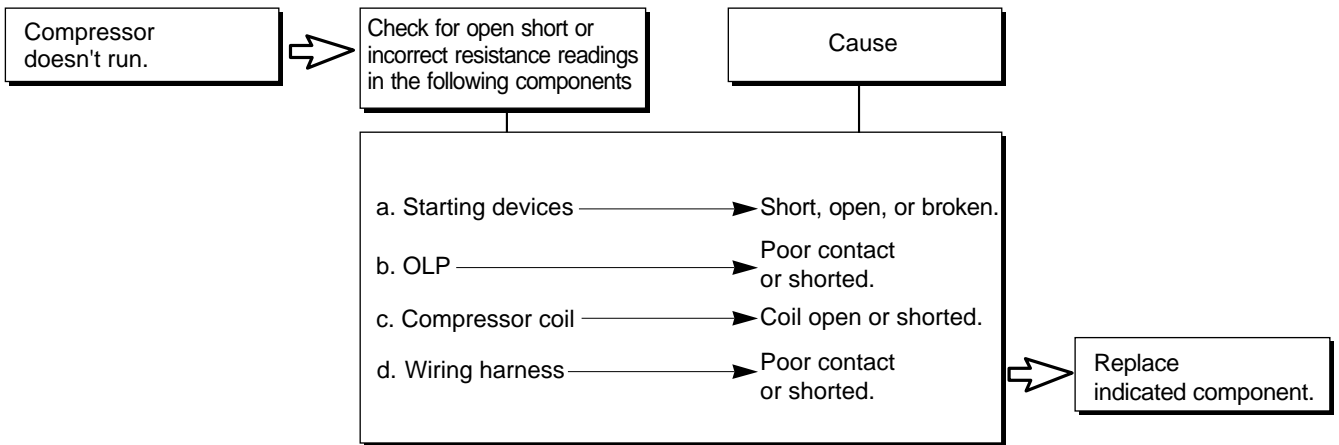 Compressor
doesn't run.
Check for open short or
incorrect resistance readings
in the following components
Cause
a. Starting devices
Short, open, or broken.
b. OLP
Poor contact
or shorted.
c. Compressor coil
Coil open or shorted.
d. Wiring harness
Poor contact
or shorted.
Replace
indicated component.